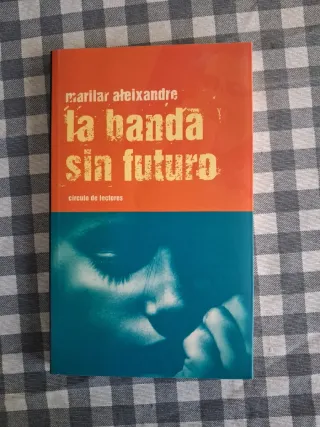 marilar aleixandre
la banda
sin futuro
círculo de lectores